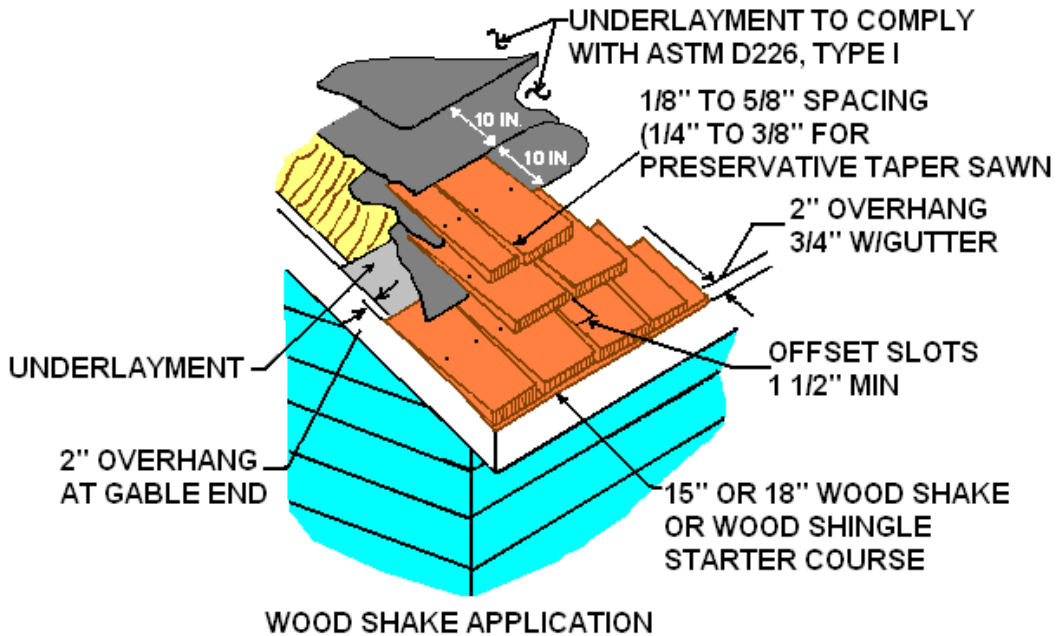 UNDERLAYMENT TO COMPLY
WITH ASTM D226, TYPE I
10 IN.
10 IN.
1/8" TO 5/8" SPACING
(1/4" TO 3/8" FOR
PRESERVATIVE TAPER SAWN
2" OVERHANG
3/4" W/GUTTER
UNDERLAYMENT
OFFSET SLOTS
1 1/2" MIN
2" OVERHANG
AT GABLE END
15" OR 18" WOOD SHAKE
OR WOOD SHINGLE
STARTER COURSE
WOOD SHAKE APPLICATION